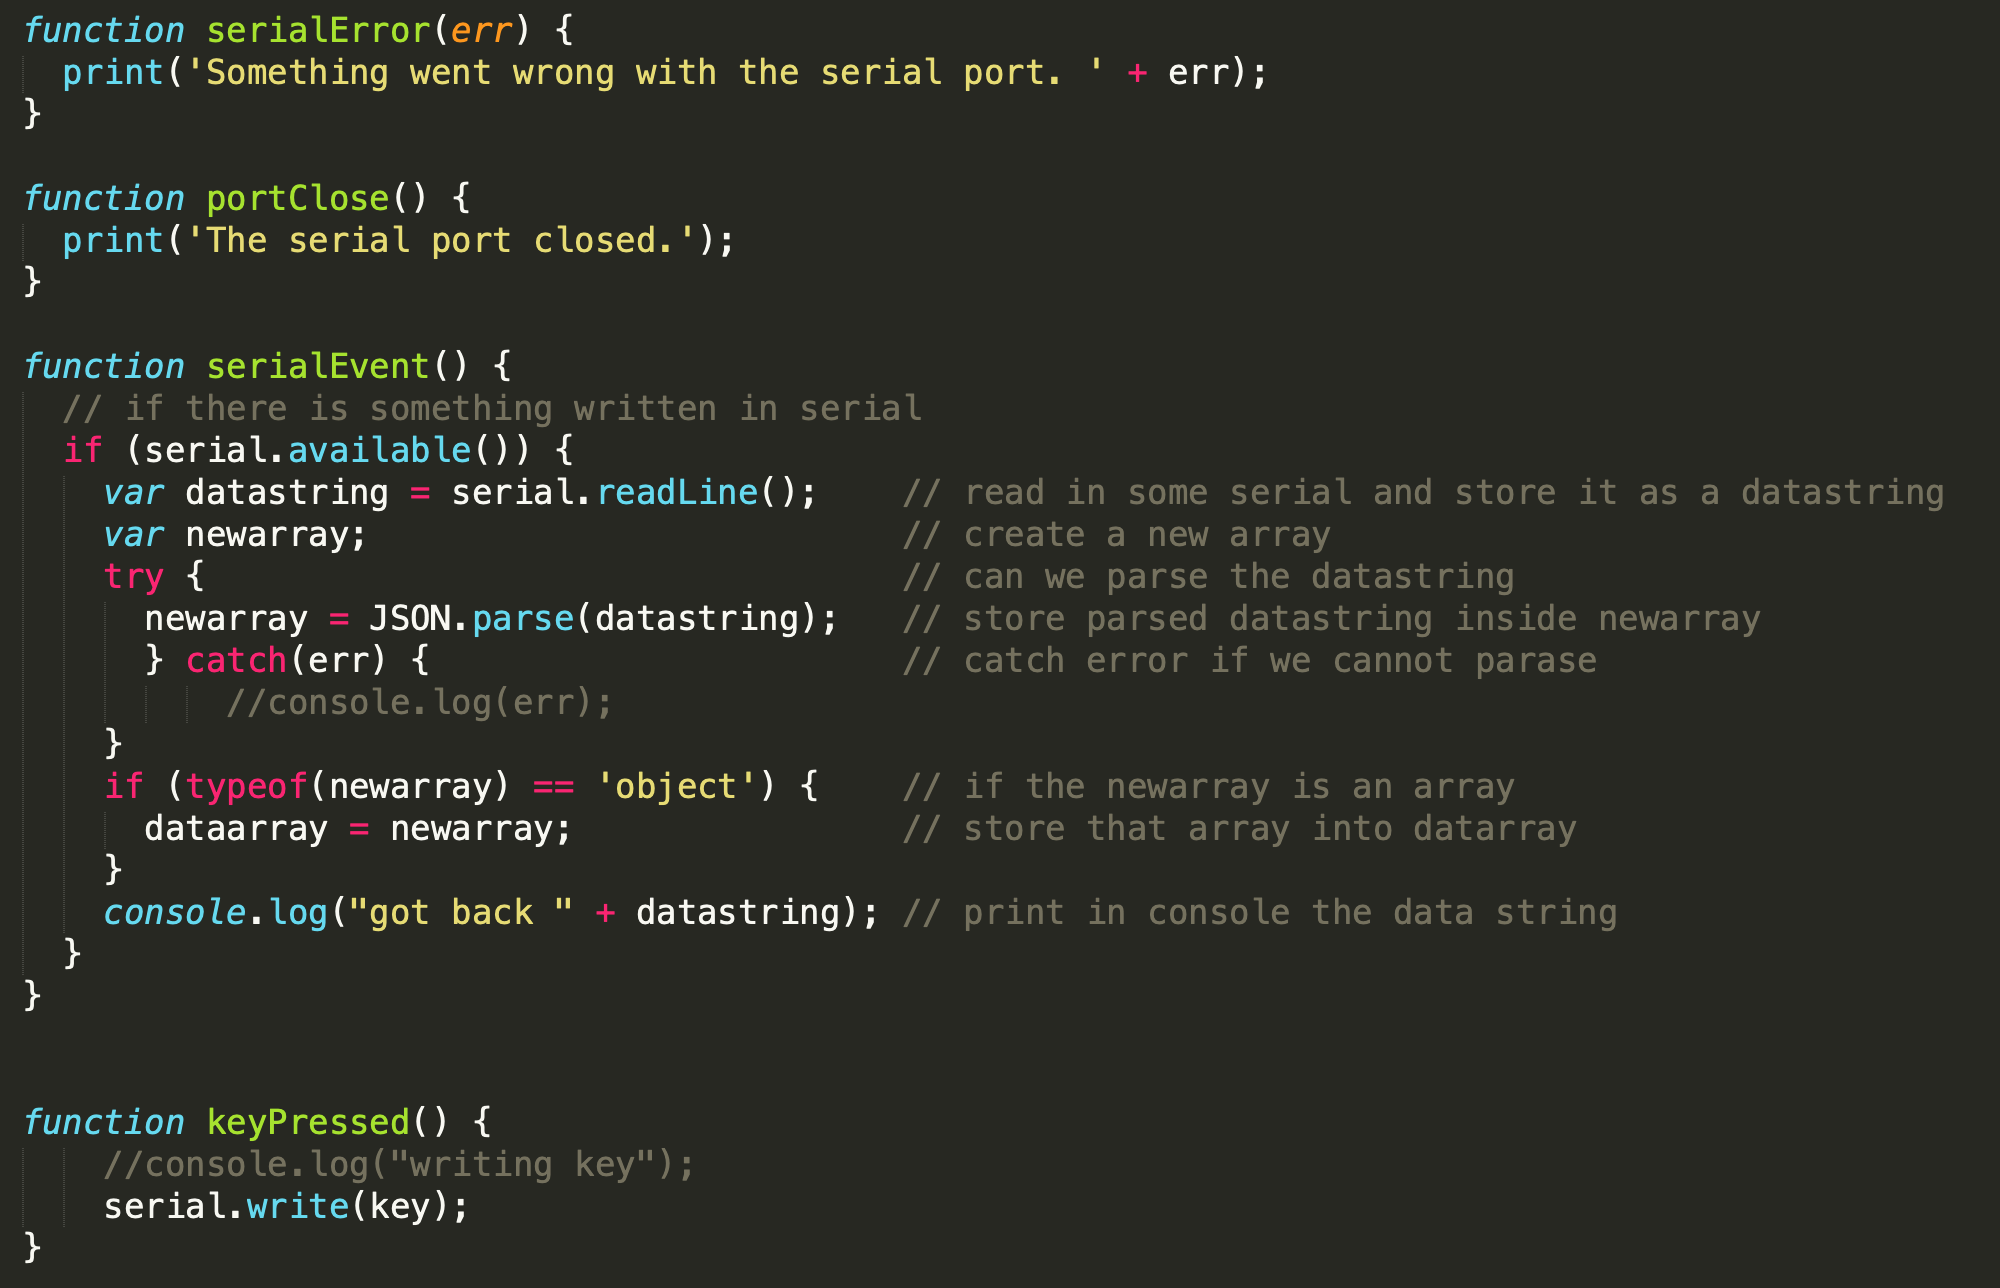 function serialError(err) {
  print('Something went wrong with the serial port. ' + err);
}

function portClose() {
  print('The serial port closed.');
}

function serialEvent() {
  // if there is something written in serial
  if (serial.available()) {
    var datastring = serial.readLine();    // read in some serial and store it as a datastring
    var newarray;                          // create a new array
    try {                                  // can we parse the datastring
      newarray = JSON.parse(datastring);   // store parsed datastring inside newarray
      } catch(err) {                       // catch error if we cannot parase
          //console.log(err);
    }
    if (typeof(newarray) == 'object') {    // if the newarray is an array
      dataarray = newarray;                // store that array into datarray
    }
    console.log("got back " + datastring); // print in console the data string
  }
}


function keyPressed() {
    //console.log("writing key");
    serial.write(key);
}